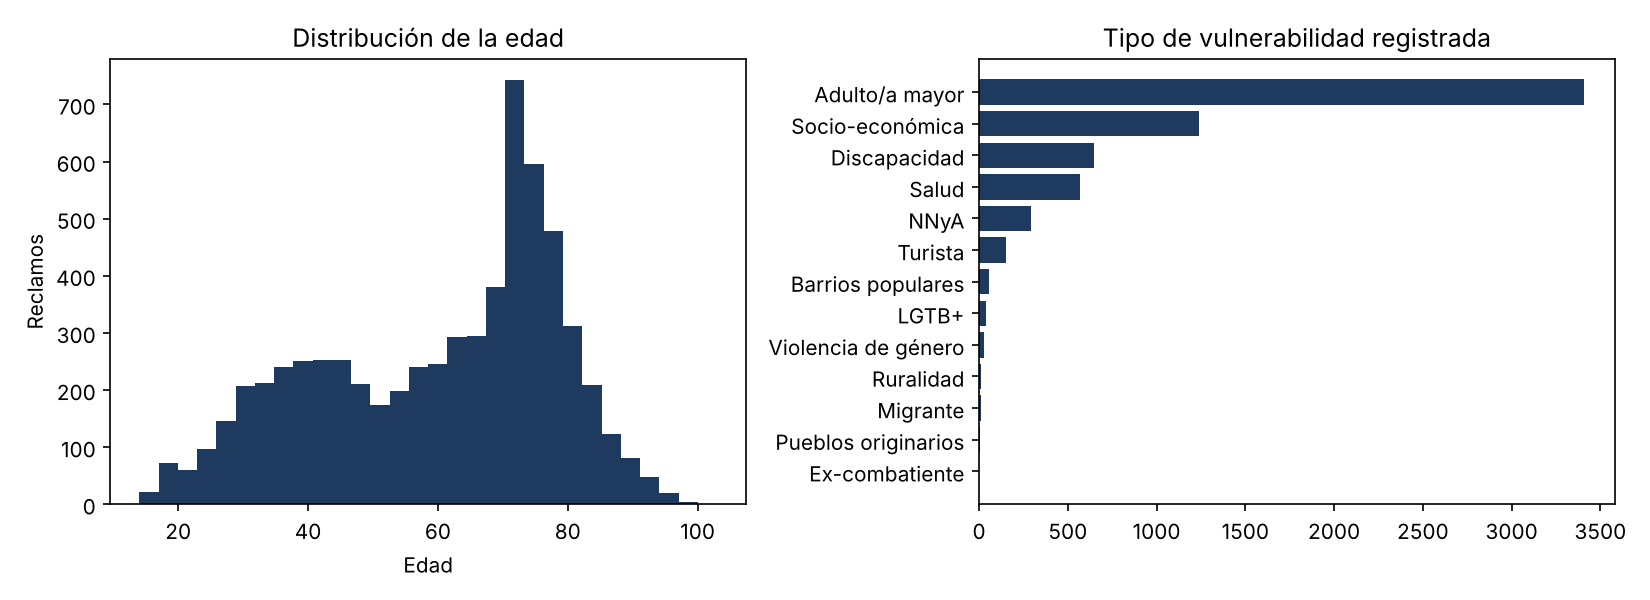 Distribución de la edad
Reclamos
700
600
500
400
300
200
100
0
20 40 60 80 100
Edad
Tipo de vulnerabilidad registrada
Adulto/a mayor
Socio-económica
Discapacidad
Salud
NNyA
Turista
Barrios populares
LGTB+
Violencia de género
Ruralidad
Migrante
Pueblos originarios
Ex-combatiente
0 500 1000 1500 2000 2500 3000 3500